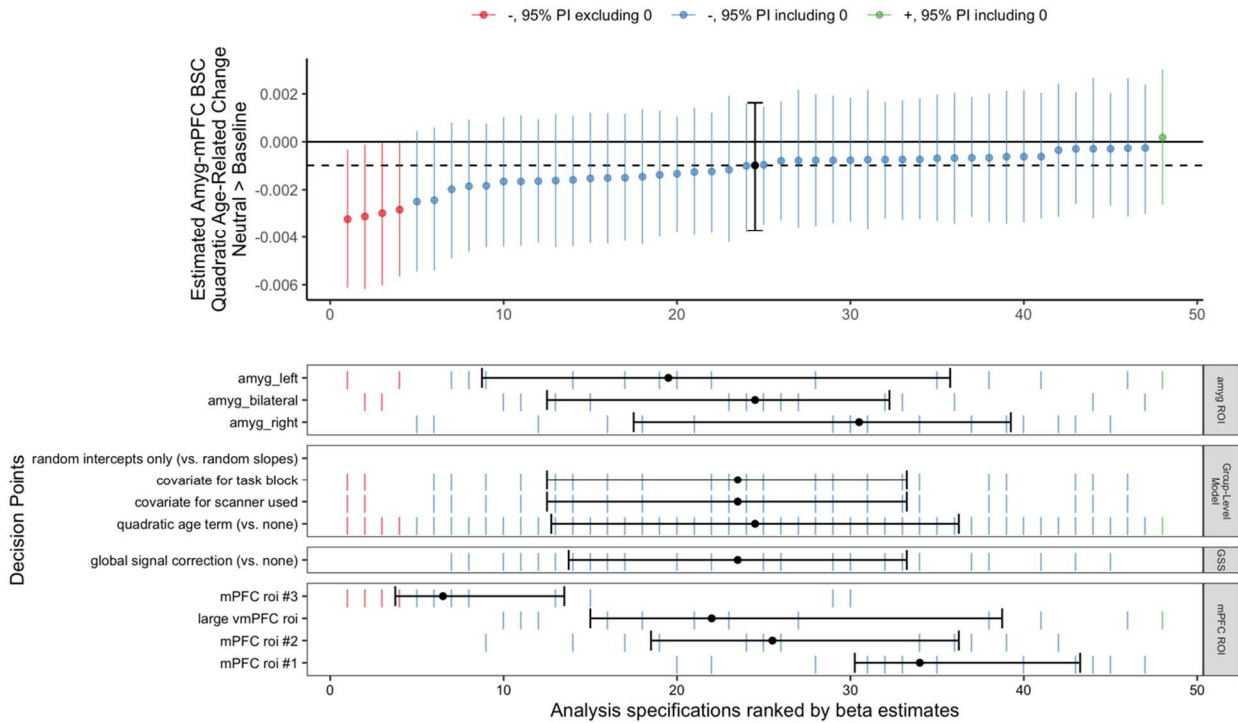 -, 95% PI excluding 0 -, 95% PI including 0 +, 95% PI including 0
Estimated Amyg-mPFC BSC
Quadratic Age-Related Change
Neutral > Baseline
0.002
0.000
-0.002
-0.004
-0.006
0 10 20 30 40 50
Decision Points
amyg_left
amyg_bilateral
amyg_right
amyg ROI
random intercepts only (vs. random slopes)
covariate for task block
covariate for scanner used
quadratic age term (vs. none)
Group-Level
Model
global signal correction (vs. none)
GSS
mPFC roi #3
large vmPFC roi
mPFC roi #2
mPFC roi #1
mPFC ROI
0 10 20 30 40 50
Analysis specifications ranked by beta estimates